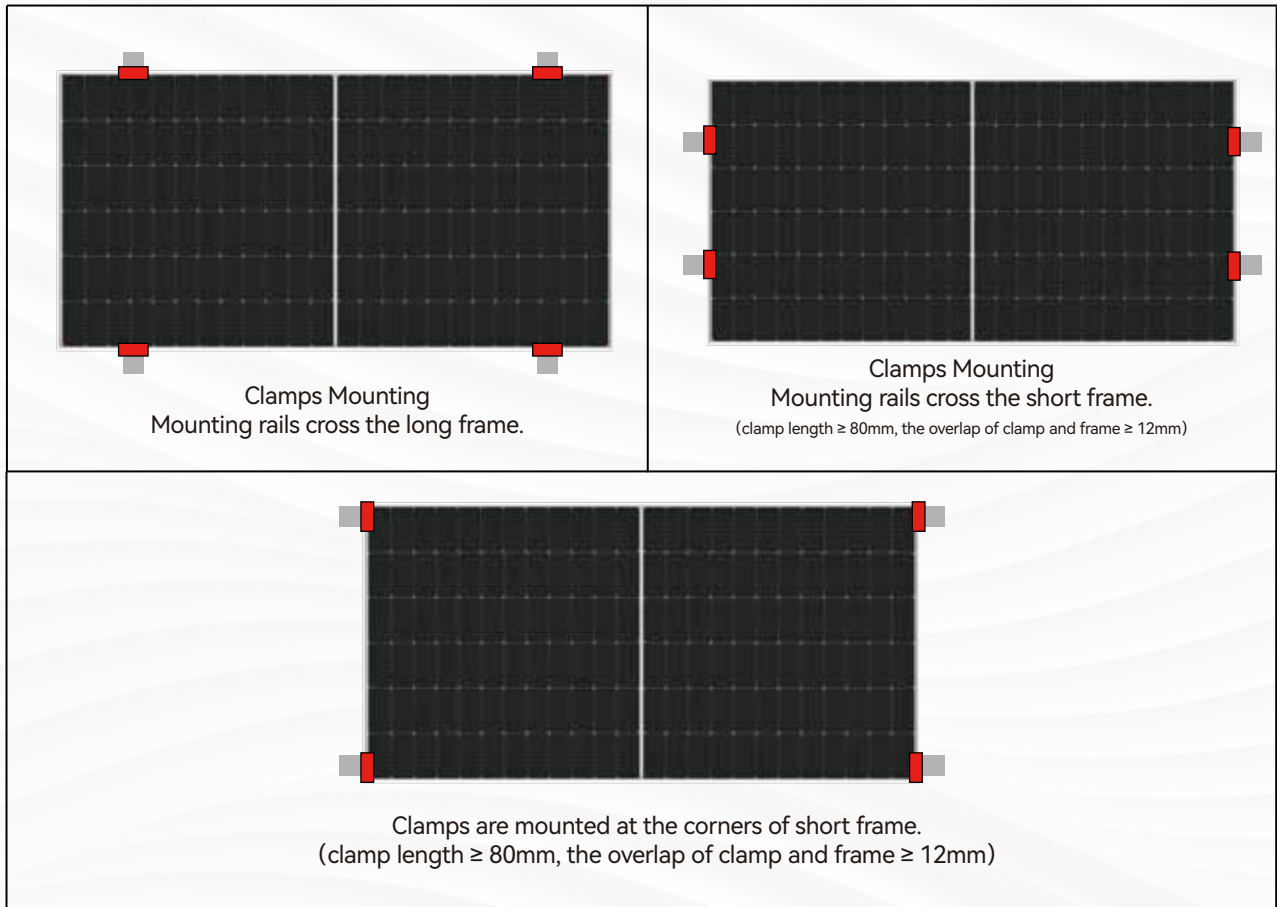 Clamps Mounting
Mounting rails cross the long frame.
Clamps Mounting
Mounting rails cross the short frame.
(clamp length ≥ 80mm, the overlap of clamp and frame ≥ 12mm)
Clamps are mounted at the corners of short frame.
(clamp length ≥ 80mm, the overlap of clamp and frame ≥ 12mm)